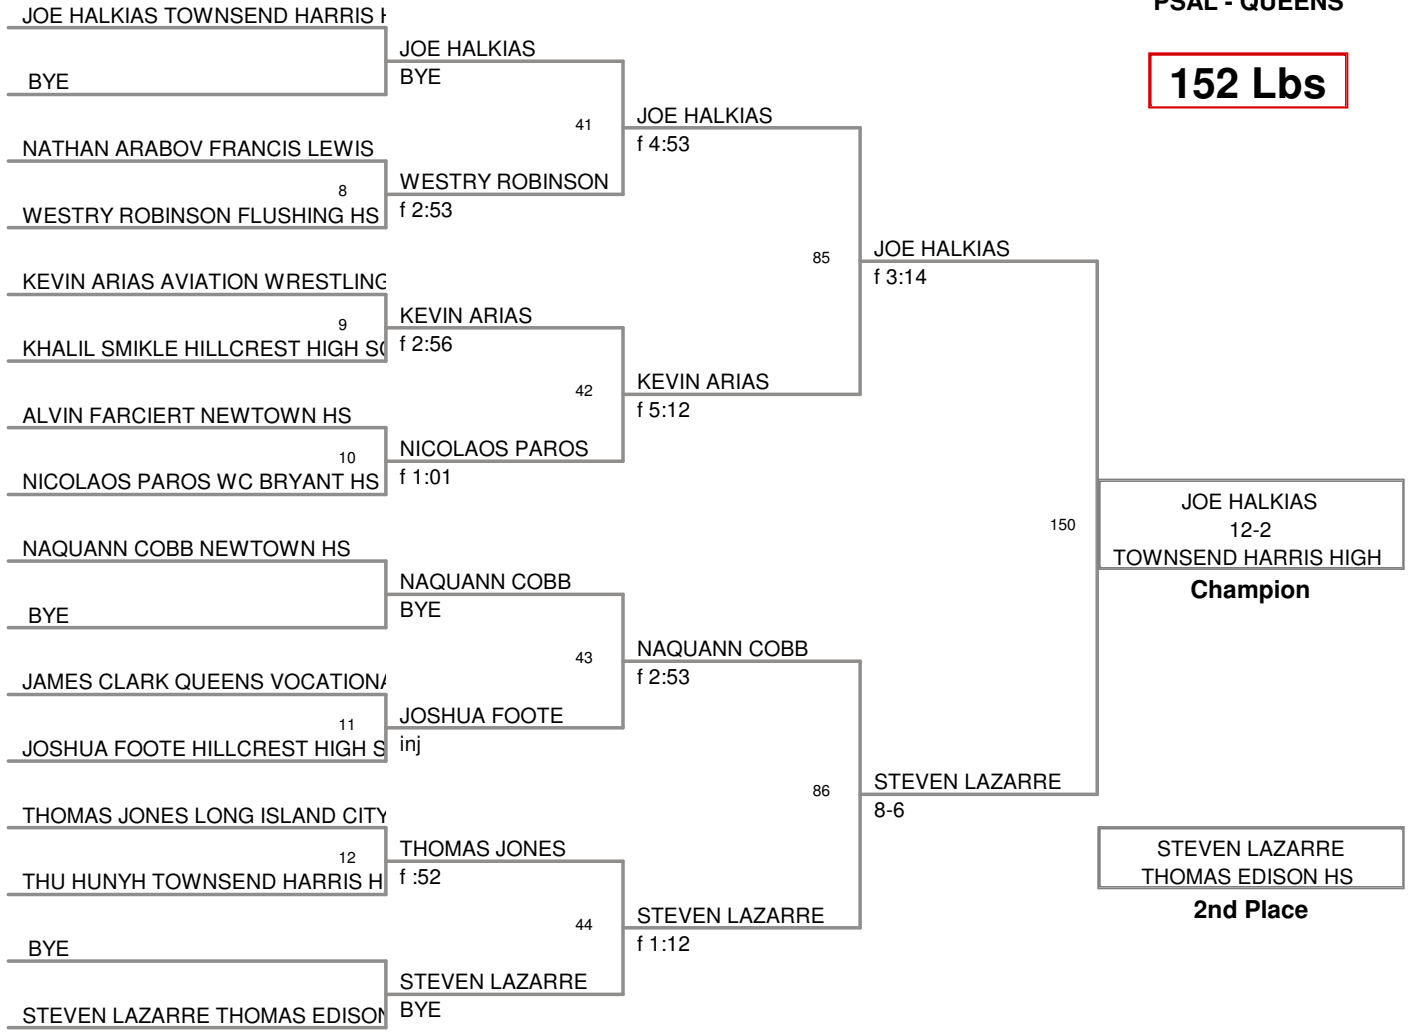 PSAL - QUEENS
152 Lbs
JOE HALKIAS TOWNSEND HARRIS
BYE
NATHAN ARABOV FRANCIS LEWIS
8
WESTRY ROBINSON FLUSHING HS
KEVIN ARIAS AVIATION WRESTLING
9
KHALIL SMIKLE HILLCREST HIGH
ALVIN FARCIERT NEWTOWN HS
10
NICOLAOS PAROS WC BRYANT HS
NAQUANN COBB NEWTOWN HS
BYE
JAMES CLARK QUEENS VOCATIONA
11
JOSHUA FOOTE HILLCREST HIGH S
THOMAS JONES LONG ISLAND CITY
12
THU HUNYH TOWNSEND HARRIS H
BYE
STEVEN LAZARRE THOMAS EDISON
JOE HALKIAS
BYE
41
WESTRY ROBINSON
f 2:53
KEVIN ARIAS
f 2:56
42
NICOLAOS PAROS
f 1:01
NAQUANN COBB
BYE
43
JOSHUA FOOTE
inj
THOMAS JONES
f :52
44
STEVEN LAZARRE
BYE
JOE HALKIAS
f 4:53
85
KEVIN ARIAS
f 5:12
NAQUANN COBB
f 2:53
86
STEVEN LAZARRE
f 1:12
JOE HALKIAS
f 3:14
150
STEVEN LAZARRE
8-6
JOE HALKIAS
12-2
TOWNSEND HARRIS HIGH
Champion
STEVEN LAZARRE
THOMAS EDISON HS
2nd Place